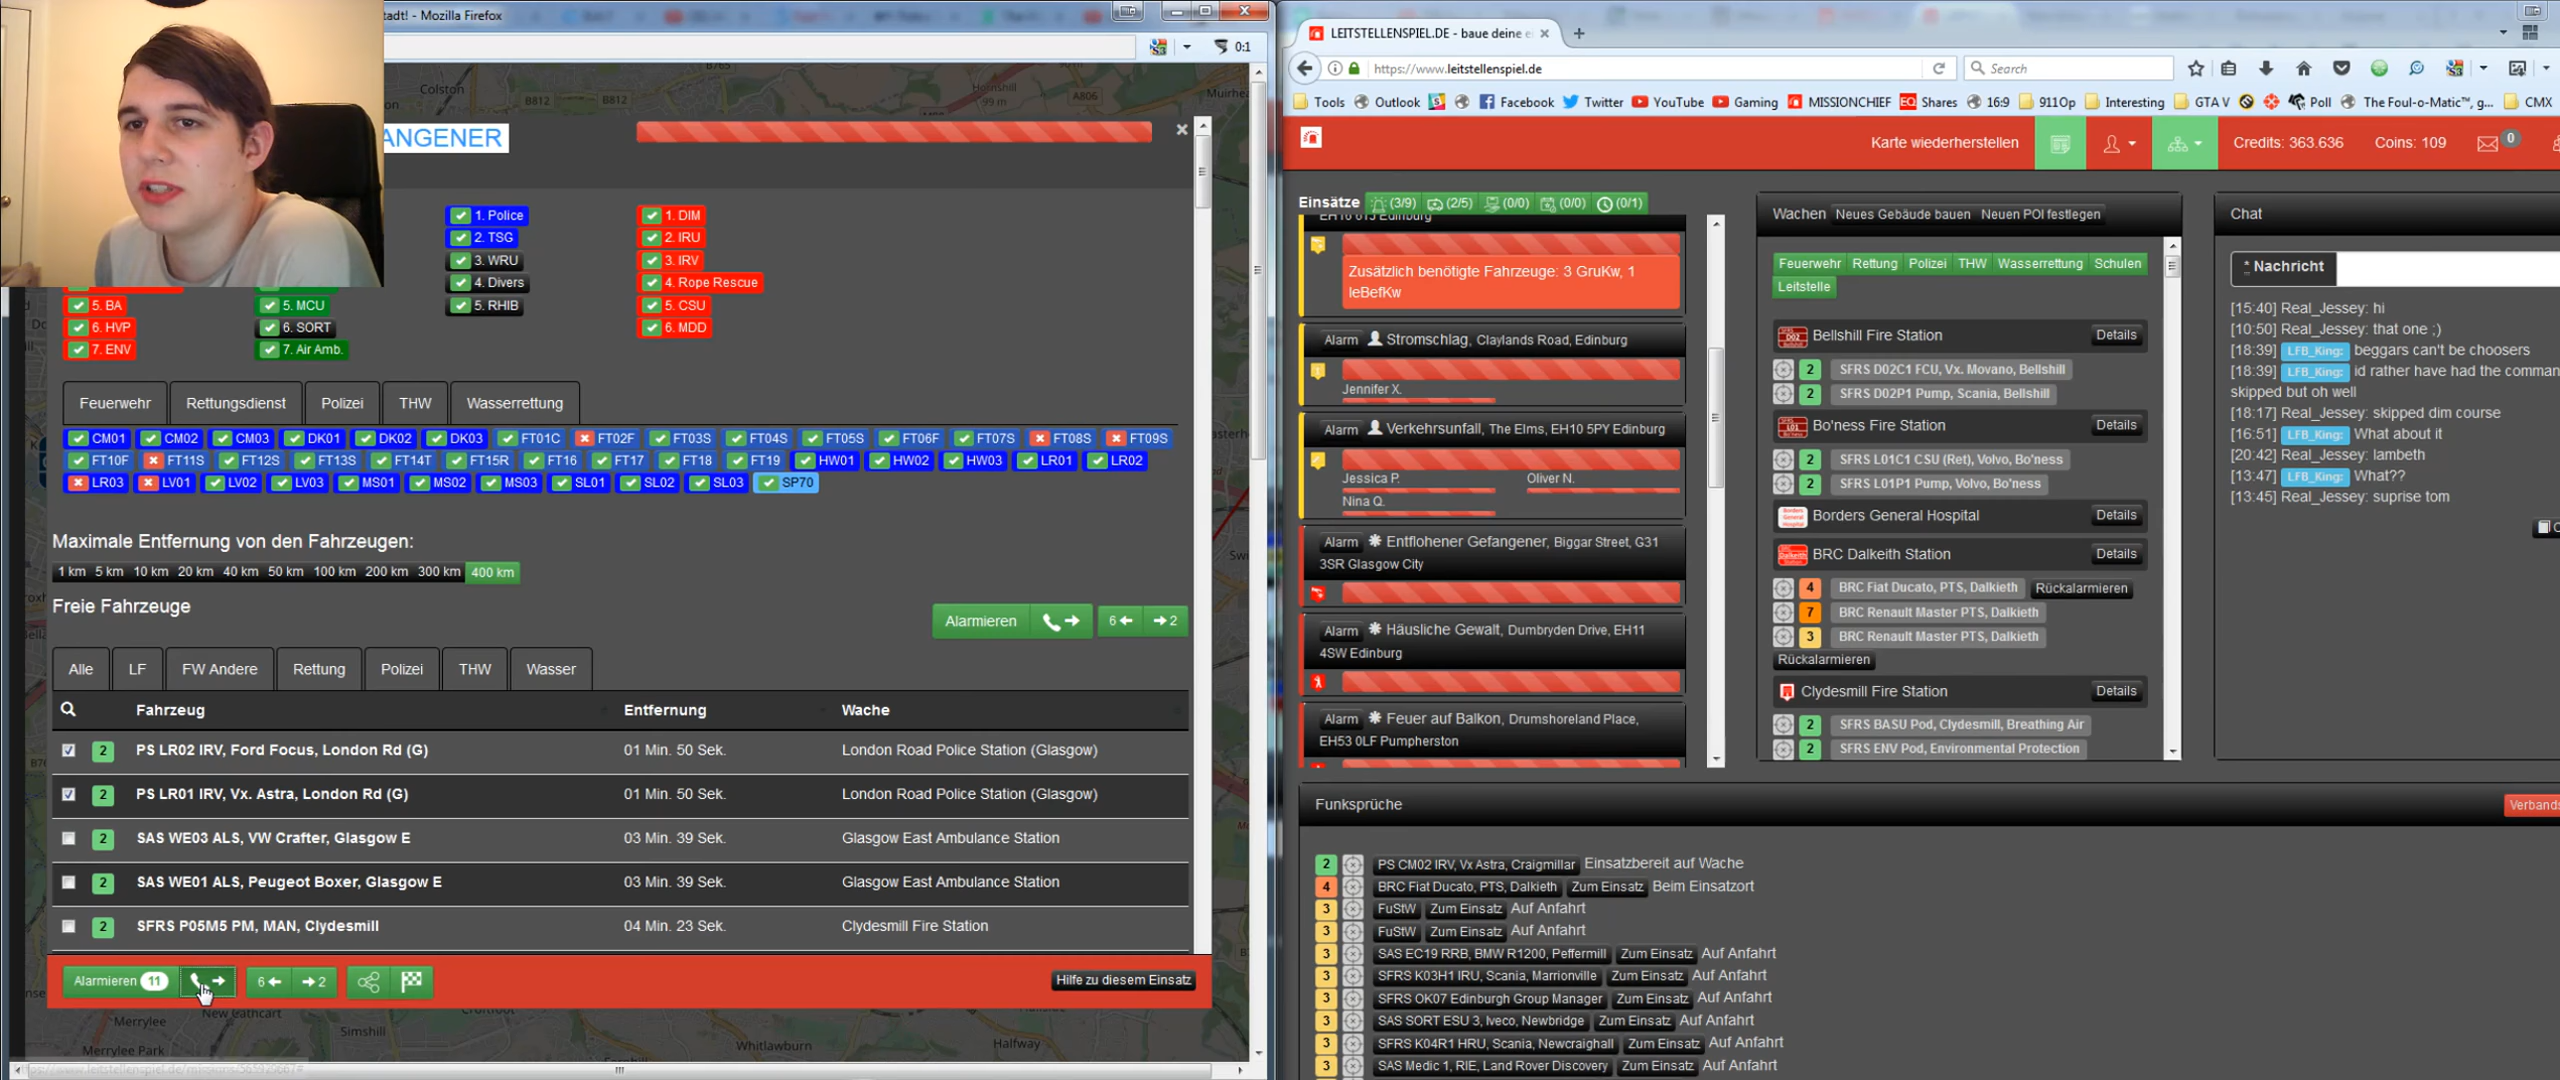 tadt! - Mozilla Firefox
0:1
ANGENER
1. Police
2. TSG
3. WRU
4. Divers
5. RHIB
1. DIM
2. IRU
3. IRV
4. Rope Rescue
5. CSU
6. MDD
5. BA
6. HVP
7. ENV
5. MCU
6. SORT
7. Air Amb.
Feuerwehr Rettungsdienst Polizei THW Wasserrettung
CM01 CM02 CM03 DK01 DK02 DK03 FT01C FT02F FT03S FT04S FT05S FT06F FT07S FT08S FT09S
FT10F FT11S FT12S FT13S FT14T FT15R FT16 FT17 FT18 FT19 HW01 HW02 HW03 LR01 LR02
LR03 LV01 LV02 LV03 MS01 MS02 MS03 SL01 SL02 SL03 SP70
Maximale Entfernung von den Fahrzeugen:
1 km 5 km 10 km 20 km 40 km 50 km 100 km 200 km 300 km 400 km
Freie Fahrzeuge
Alarmieren 6 2
Alle LF FW Andere Rettung Polizei THW Wasser
Fahrzeug Entfernung Wache
2 PS LR02 IRV, Ford Focus, London Rd (G) 01 Min. 50 Sek. London Road Police Station (Glasgow)
2 PS LR01 IRV, Vx. Astra, London Rd (G) 01 Min. 50 Sek. London Road Police Station (Glasgow)
2 SAS WE03 ALS, VW Crafter, Glasgow E 03 Min. 39 Sek. Glasgow East Ambulance Station
2 SAS WE01 ALS, Peugeot Boxer, Glasgow E 03 Min. 39 Sek. Glasgow East Ambulance Station
2 SFRS P05M5 PM, MAN, Clydesmill 04 Min. 23 Sek. Clydesmill Fire Station
Alarmieren 11 6 2 Hilfe zu diesem Einsatz
Colston
B765
B812
B812
A806
Merrylee
New Cathcart
Simshill
Merrylee Park
Whitlawburn
Halfway
LEITSTELLENSPIEL.DE - baue deine e
https://www.leitstellenspiel.de
Search
Tools Outlook Facebook Twitter YouTube Gaming MISSIONCHIEF EQ Shares 16:9 911Op Interesting GTA V Poll The Foul-o-Matic™, g... CMX
Karte wiederherstellen Credits: 363.636 Coins: 109 0
Einsätze (3/9) (2/5) (0/0) (0/0) (0/1)
Zusätzlich benötigte Fahrzeuge: 3 GruKw, 1
leBefKw
Alarm Stromschlag, Claylands Road, Edinburg
Jennifer X.
Alarm Verkehrsunfall, The Elms, EH10 5PY Edinburg
Jessica P. Oliver N.
Nina Q.
Alarm Entflohener Gefangener, Biggar Street, G31
3SR Glasgow City
Alarm Häusliche Gewalt, Dumbryden Drive, EH11
4SW Edinburg
Alarm Feuer auf Balkon, Drumshoreland Place,
EH53 0LF Pumpherston
Wachen Neues Gebäude bauen Neuen POI festlegen
Feuerwehr Rettung Polizei THW Wasserrettung Schulen
Leitstelle
Bellshill Fire Station Details
2 SFRS D02C1 FCU, Vx. Movano, Bellshill
2 SFRS D02P1 Pump, Scania, Bellshill
Bo'ness Fire Station Details
2 SFRS L01C1 CSU (Ret), Volvo, Bo'ness
2 SFRS L01P1 Pump, Volvo, Bo'ness
Borders General Hospital Details
BRC Dalkeith Station Details
4 BRC Fiat Ducato, PTS, Dalkieth Rückalarmieren
7 BRC Renault Master PTS, Dalkieth
3 BRC Renault Master PTS, Dalkieth
Rückalarmieren
Clydesmill Fire Station Details
2 SFRS BASU Pod, Clydesmill, Breathing Air
2 SFRS ENV Pod, Environmental Protection
Chat
* Nachricht
[15:40] Real_Jessey: hi
[10:50] Real_Jessey: that one ;)
[18:39] LFB_King: beggars can't be choosers
[18:39] LFB_King: id rather have had the comman
skipped but oh well
[18:17] Real_Jessey: skipped dim course
[16:51] LFB_King: What about it
[20:42] Real_Jessey: lambeth
[13:47] LFB_King: What??
[13:45] Real_Jessey: suprise tom
Funksprüche Verbands
2 PS CM02 IRV, Vx Astra, Craigmillar Einsatzbereit auf Wache
4 BRC Fiat Ducato, PTS, Dalkieth Zum Einsatz Beim Einsatzort
3 FuStW Zum Einsatz Auf Anfahrt
3 FuStW Zum Einsatz Auf Anfahrt
3 SAS EC19 RRB, BMW R1200, Peffermill Zum Einsatz Auf Anfahrt
3 SFRS K03H1 IRU, Scania, Marrionville Zum Einsatz Auf Anfahrt
3 SFRS OK07 Edinburgh Group Manager Zum Einsatz Auf Anfahrt
3 SAS SORT ESU 3, Iveco, Newbridge Zum Einsatz Auf Anfahrt
3 SFRS K04R1 HRU, Scania, Newcraighall Zum Einsatz Auf Anfahrt
3 SAS Medic 1, RIE, Land Rover Discovery Zum Einsatz Auf Anfahrt